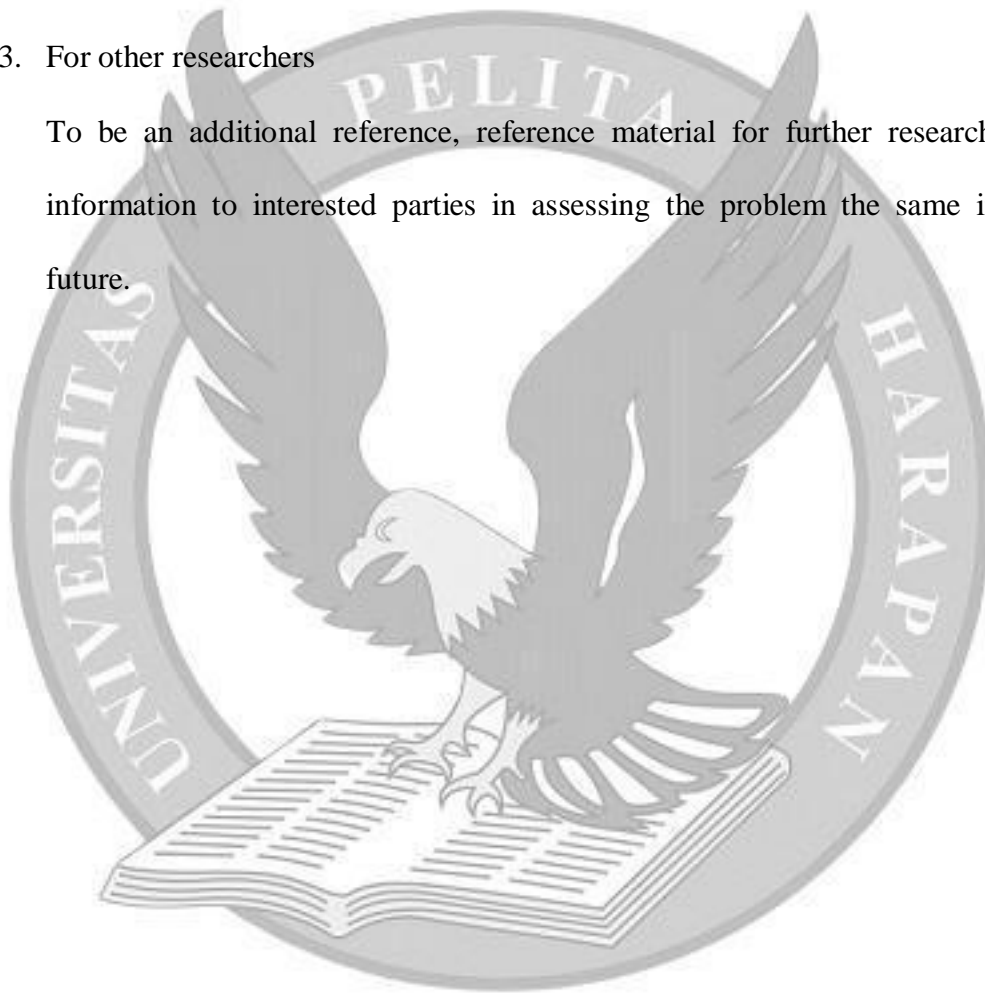 3. For other researchers
To be an additional reference, reference material for further research
information to interested parties in assessing the problem the same
future.
UNIVERSITAS PELITA HARAPAN